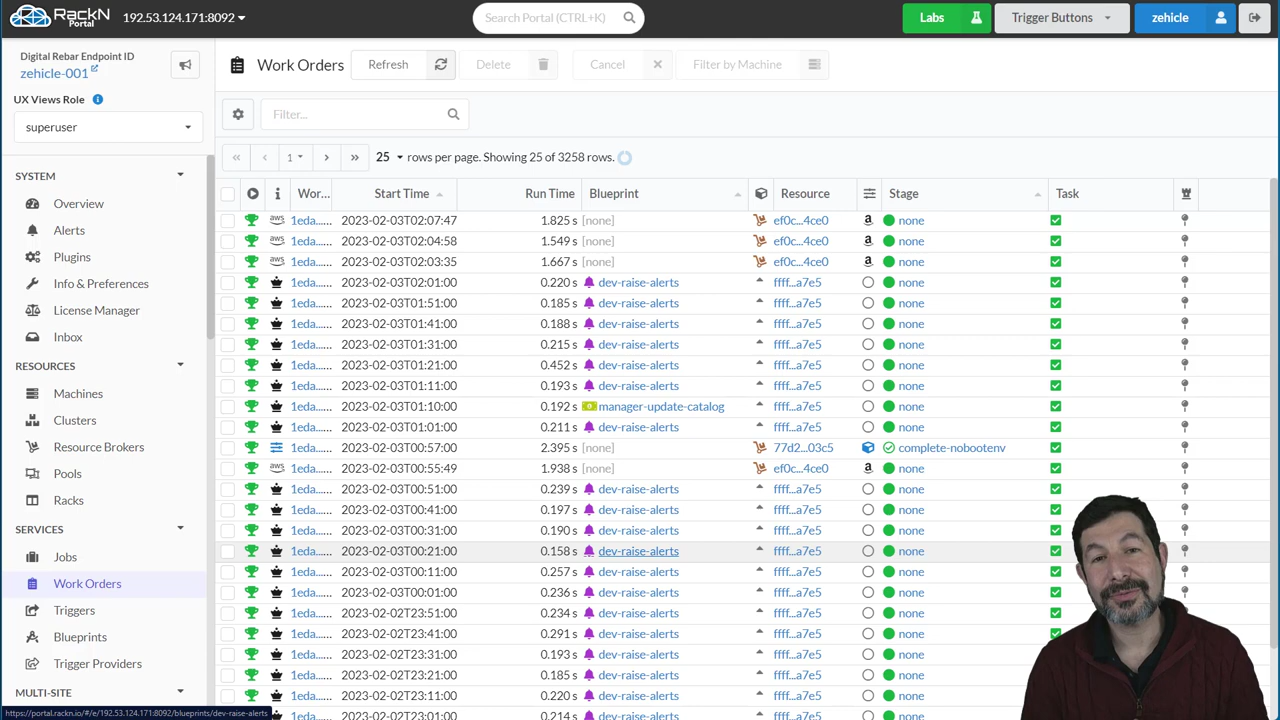 RackN
Portal
192.53.124.171:8092
Search Portal (CTRL+K)
Labs
Trigger Buttons
zehicle
Digital Rebar Endpoint ID
zehicle-001
UX Views Role
superuser
SYSTEM
Overview
Alerts
Plugins
Info & Preferences
License Manager
Inbox
RESOURCES
Machines
Clusters
Resource Brokers
Pools
Racks
SERVICES
Jobs
Work Orders
Triggers
Blueprints
Trigger Providers
MULTI-SITE
https://portal.rackn.io/#/e/192.53.124.171:8092/blueprints/dev-raise-alerts
Work Orders
Refresh
Delete
Cancel
Filter by Machine
Filter...
1
25 rows per page. Showing 25 of 3258 rows.
Wor... Start Time Run Time Blueprint Resource Stage Task
aws 1eda...... 2023-02-03T02:07:47 1.825 s [none] ef0c...4ce0 a none
aws 1eda...... 2023-02-03T02:04:58 1.549 s [none] ef0c...4ce0 a none
aws 1eda...... 2023-02-03T02:03:35 1.667 s [none] ef0c...4ce0 a none
1eda...... 2023-02-03T02:01:00 0.220 s dev-raise-alerts ffff...a7e5 none
1eda...... 2023-02-03T01:51:00 0.185 s dev-raise-alerts ffff...a7e5 none
1eda...... 2023-02-03T01:41:00 0.188 s dev-raise-alerts ffff...a7e5 none
1eda...... 2023-02-03T01:31:00 0.215 s dev-raise-alerts ffff...a7e5 none
1eda...... 2023-02-03T01:21:00 0.452 s dev-raise-alerts ffff...a7e5 none
1eda...... 2023-02-03T01:11:00 0.193 s dev-raise-alerts ffff...a7e5 none
1eda...... 2023-02-03T01:10:00 0.192 s manager-update-catalog ffff...a7e5 none
1eda...... 2023-02-03T01:01:00 0.211 s dev-raise-alerts ffff...a7e5 none
1eda...... 2023-02-03T00:57:00 2.395 s [none] 77d2...03c5 complete-nobootenv
aws 1eda...... 2023-02-03T00:53:49 1.938 s [none] ef0c...4ce0 a none
1eda...... 2023-02-03T00:51:00 0.239 s dev-raise-alerts ffff...a7e5 none
1eda...... 2023-02-03T00:41:00 0.197 s dev-raise-alerts ffff...a7e5 none
1eda...... 2023-02-03T00:31:00 0.190 s dev-raise-alerts ffff...a7e5 none
1eda...... 2023-02-03T00:21:00 0.158 s dev-raise-alerts ffff...a7e5 none
1eda...... 2023-02-03T00:11:00 0.257 s dev-raise-alerts ffff...a7e5 none
1eda...... 2023-02-03T00:01:00 0.236 s dev-raise-alerts ffff...a7e5 none
1eda...... 2023-02-02T23:51:00 0.234 s dev-raise-alerts ffff...a7e5 none
1eda...... 2023-02-02T23:41:00 0.291 s dev-raise-alerts ffff...a7e5 none
1eda...... 2023-02-02T23:31:00 0.193 s dev-raise-alerts ffff...a7e5 none
1eda...... 2023-02-02T23:21:00 0.185 s dev-raise-alerts ffff...a7e5 none
1eda...... 2023-02-02T23:11:00 0.220 s dev-raise-alerts ffff...a7e5 none
1eda...... 2023-02-02T23:01:00 0.214 s dev-raise-alerts ffff...a7e5 none